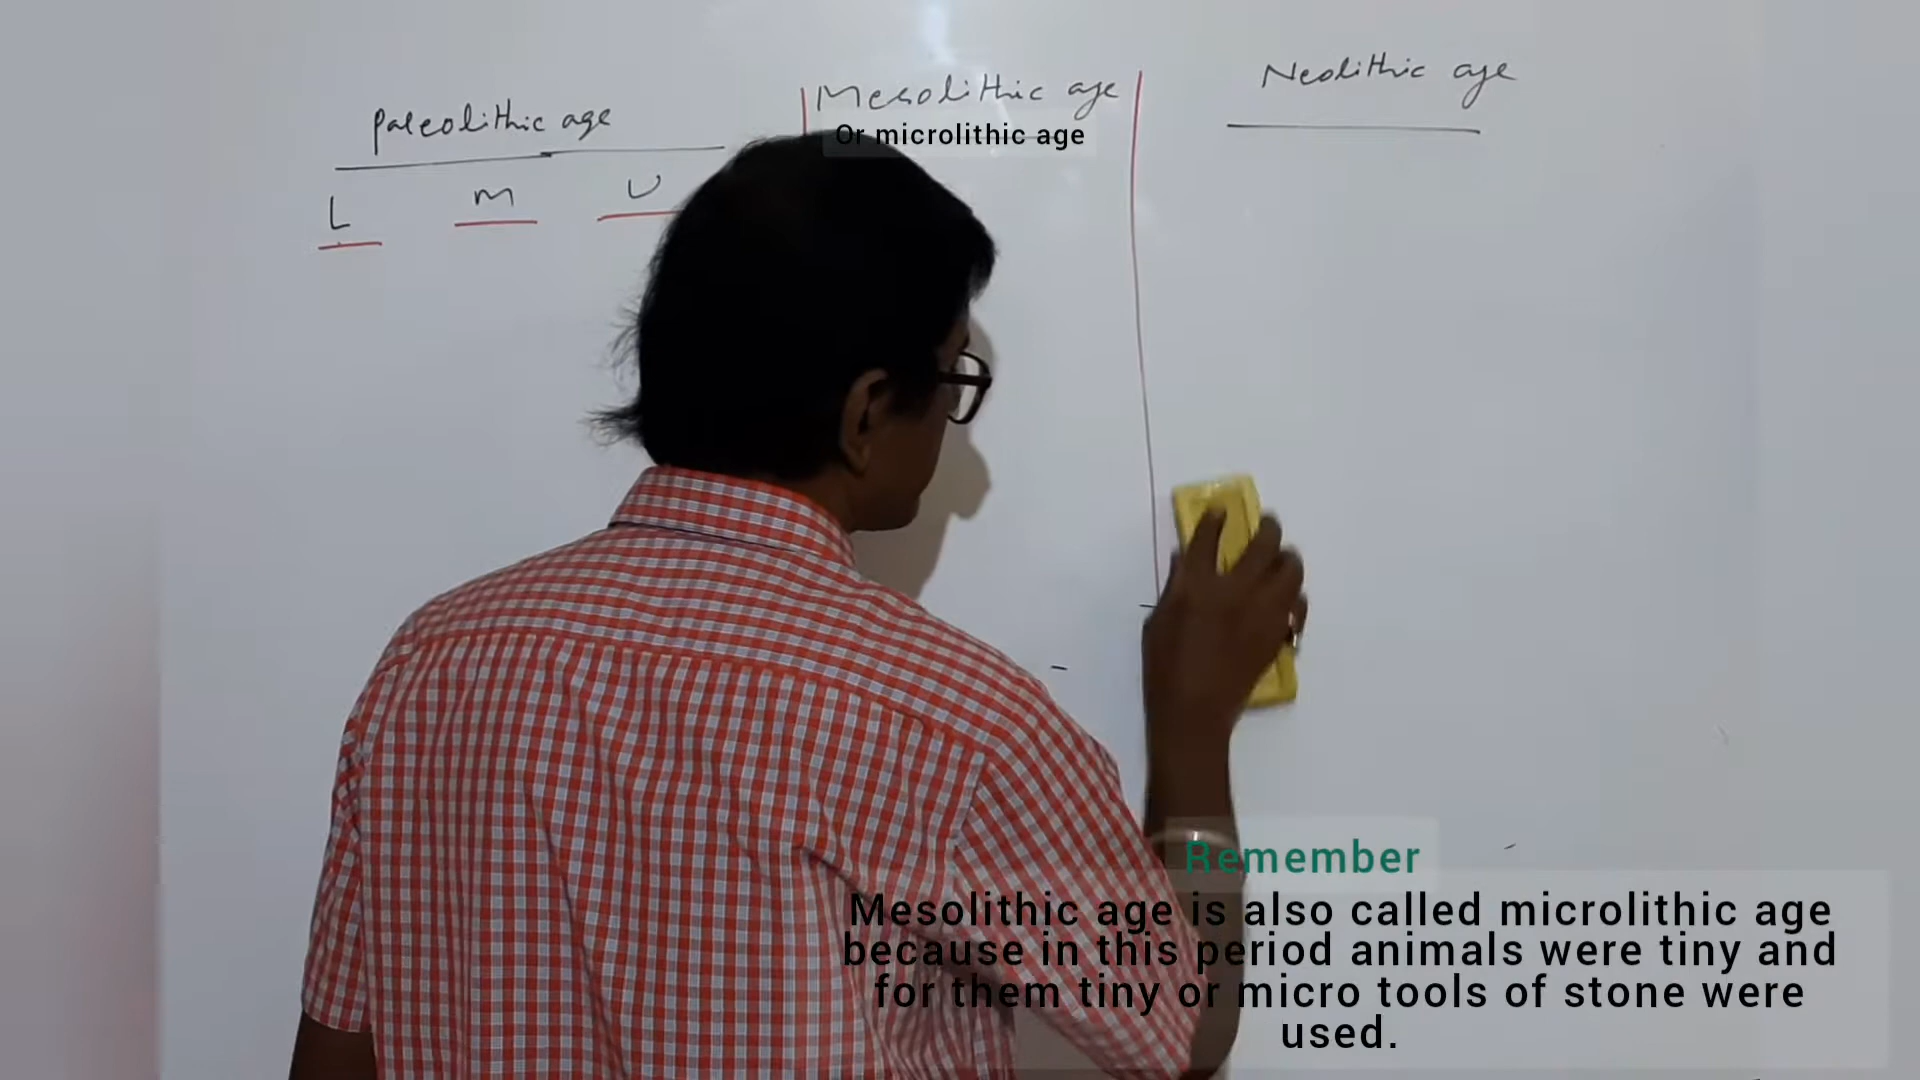 Paleolithic age
Mesolithic age
Neolithic age
Or microlithic age
L M U
Remember
Mesolithic age is also called microlithic age
because in this period animals were tiny and
for them tiny or micro tools of stone were
used.